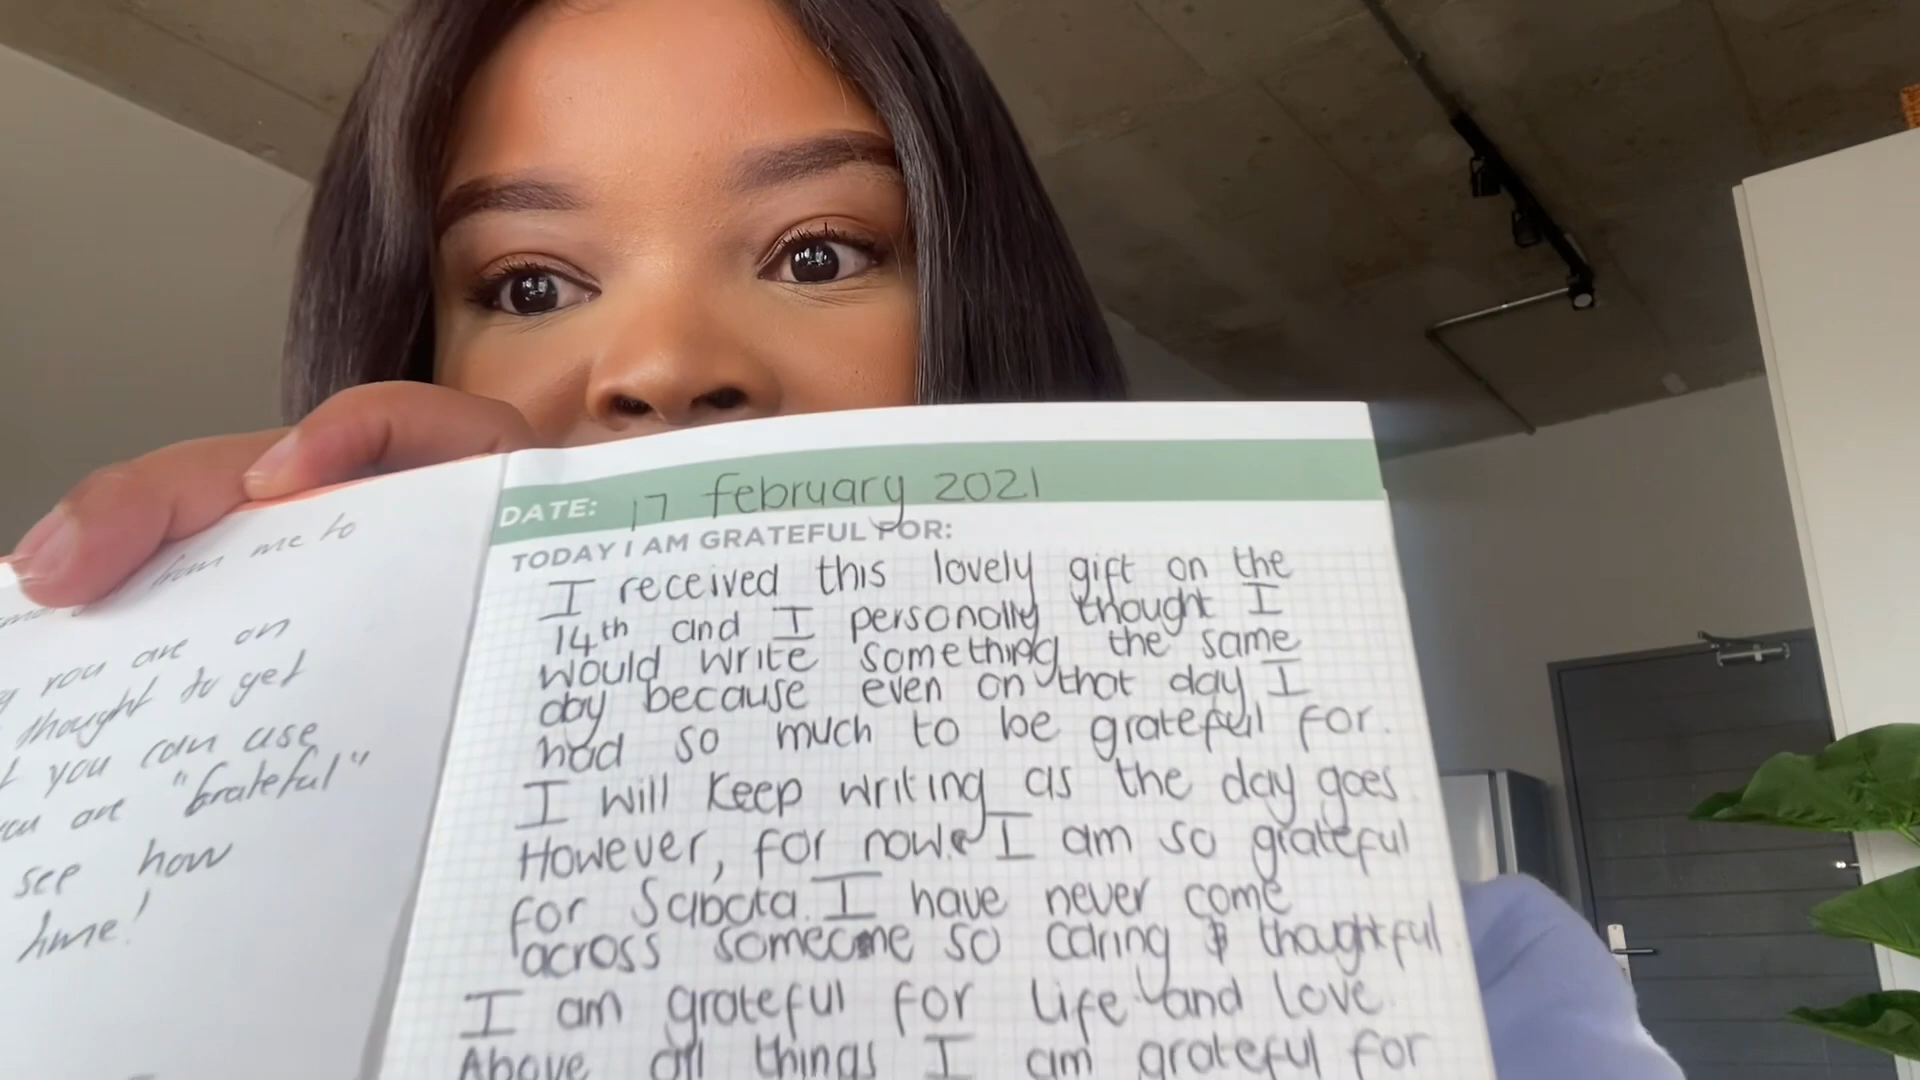 from me to
you are on
thought to get
you can use
are "Grateful"
see how
time!
DATE: 17 february 2021
TODAY I AM GRATEFUL FOR:
I received this lovely gift on the
14th and I personally thought I
would write something the same
day because even on that day I
had so much to be grateful for.
I will keep writing as the day goes.
However, for now I am so grateful
for Sabata. I have never come
across someone so caring & thoughtful
I am grateful for life and love.
Above all things I am grateful for